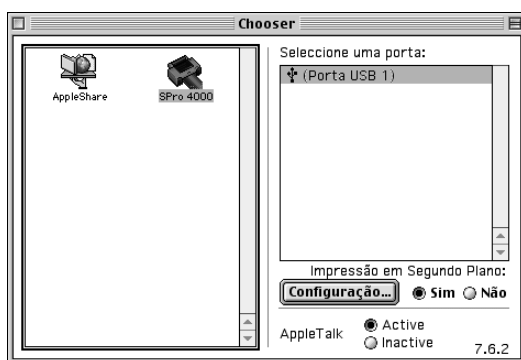 Chooser
AppleShare
SPro 4000
Seleccione uma porta:
(Porta USB 1)
Impressão em Segundo Plano:
Configuração... Sim Não
AppleTalk Active
Inactive
7.6.2